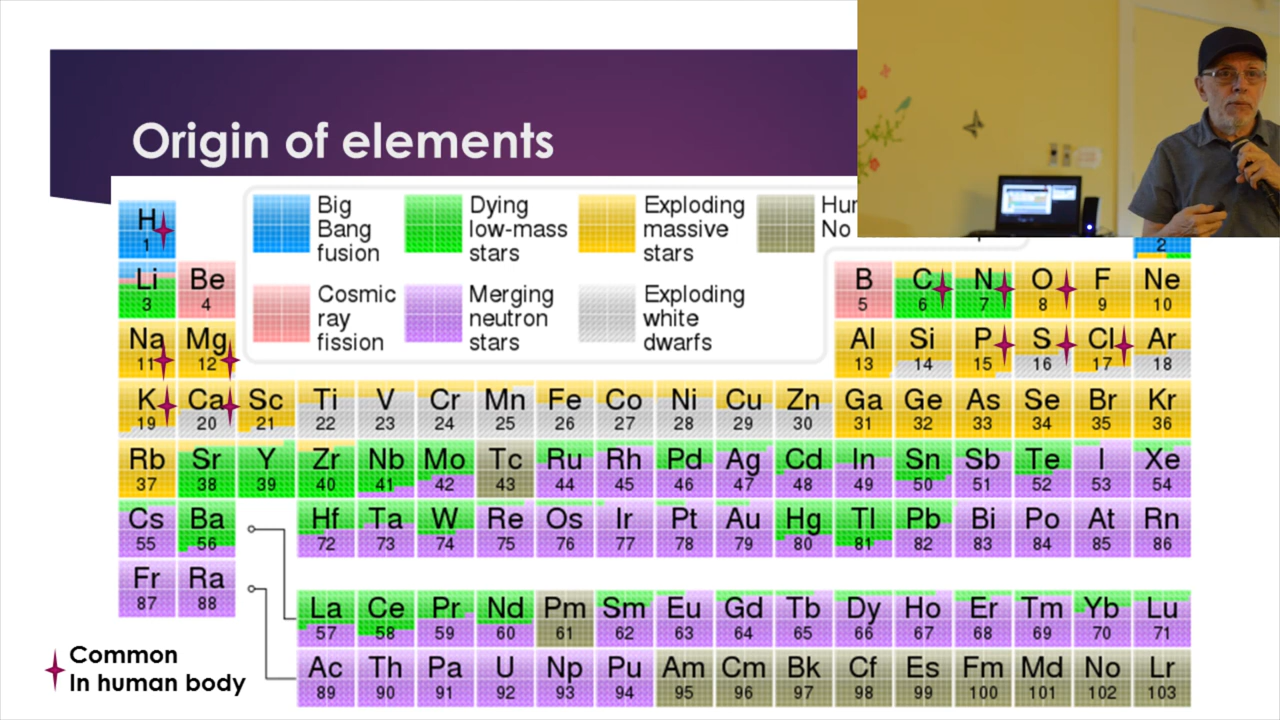 Origin of elements
Big
Bang
fusion
Dying
low-mass
stars
Exploding
massive
stars
No
Cosmic
ray
fission
Merging
neutron
stars
Exploding
white
dwarfs
H
1
2
Li Be B C N O F Ne
3 4 5 6 7 8 9 10
Na Mg Al Si P S Cl Ar
11 12 13 14 15 16 17 18
K Ca Sc Ti V Cr Mn Fe Co Ni Cu Zn Ga Ge As Se Br Kr
19 20 21 22 23 24 25 26 27 28 29 30 31 32 33 34 35 36
Rb Sr Y Zr Nb Mo Tc Ru Rh Pd Ag Cd In Sn Sb Te I Xe
37 38 39 40 41 42 43 44 45 46 47 48 49 50 51 52 53 54
Cs Ba Hf Ta W Re Os Ir Pt Au Hg Tl Pb Bi Po At Rn
55 56 72 73 74 75 76 77 78 79 80 81 82 83 84 85 86
Fr Ra
87 88
La Ce Pr Nd Pm Sm Eu Gd Tb Dy Ho Er Tm Yb Lu
57 58 59 60 61 62 63 64 65 66 67 68 69 70 71
Ac Th Pa U Np Pu Am Cm Bk Cf Es Fm Md No Lr
89 90 91 92 93 94 95 96 97 98 99 100 101 102 103
Common
In human body